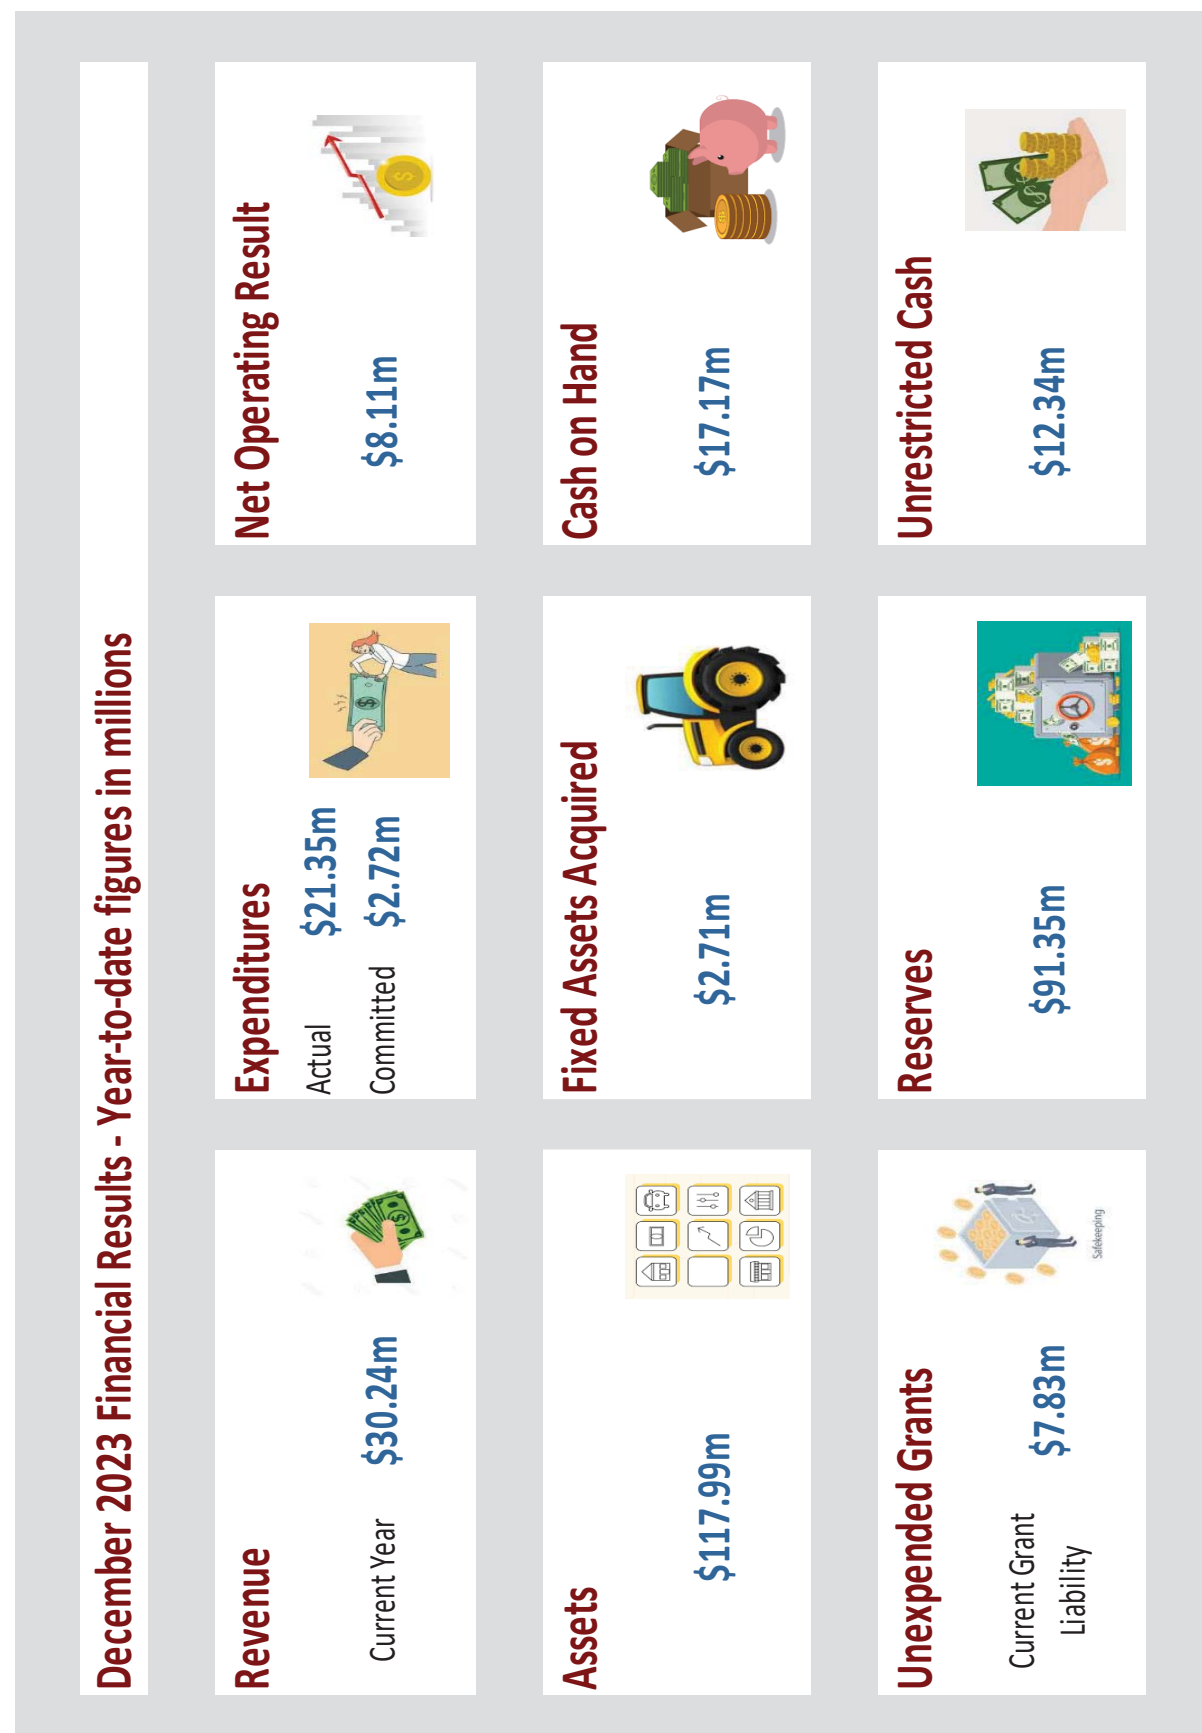 December 2023 Financial Results - Year-to-date figures in millions
Revenue
Current Year $30.24m
Expenditures
Actual $21.35m
Committed $2.72m
Net Operating Result
$8.11m
Assets
$117.99m
Fixed Assets Acquired
$2.71m
Cash on Hand
$17.17m
Unexpended Grants
Current Grant $7.83m
Liability
Safekeeping
Reserves
$91.35m
Unrestricted Cash
$12.34m